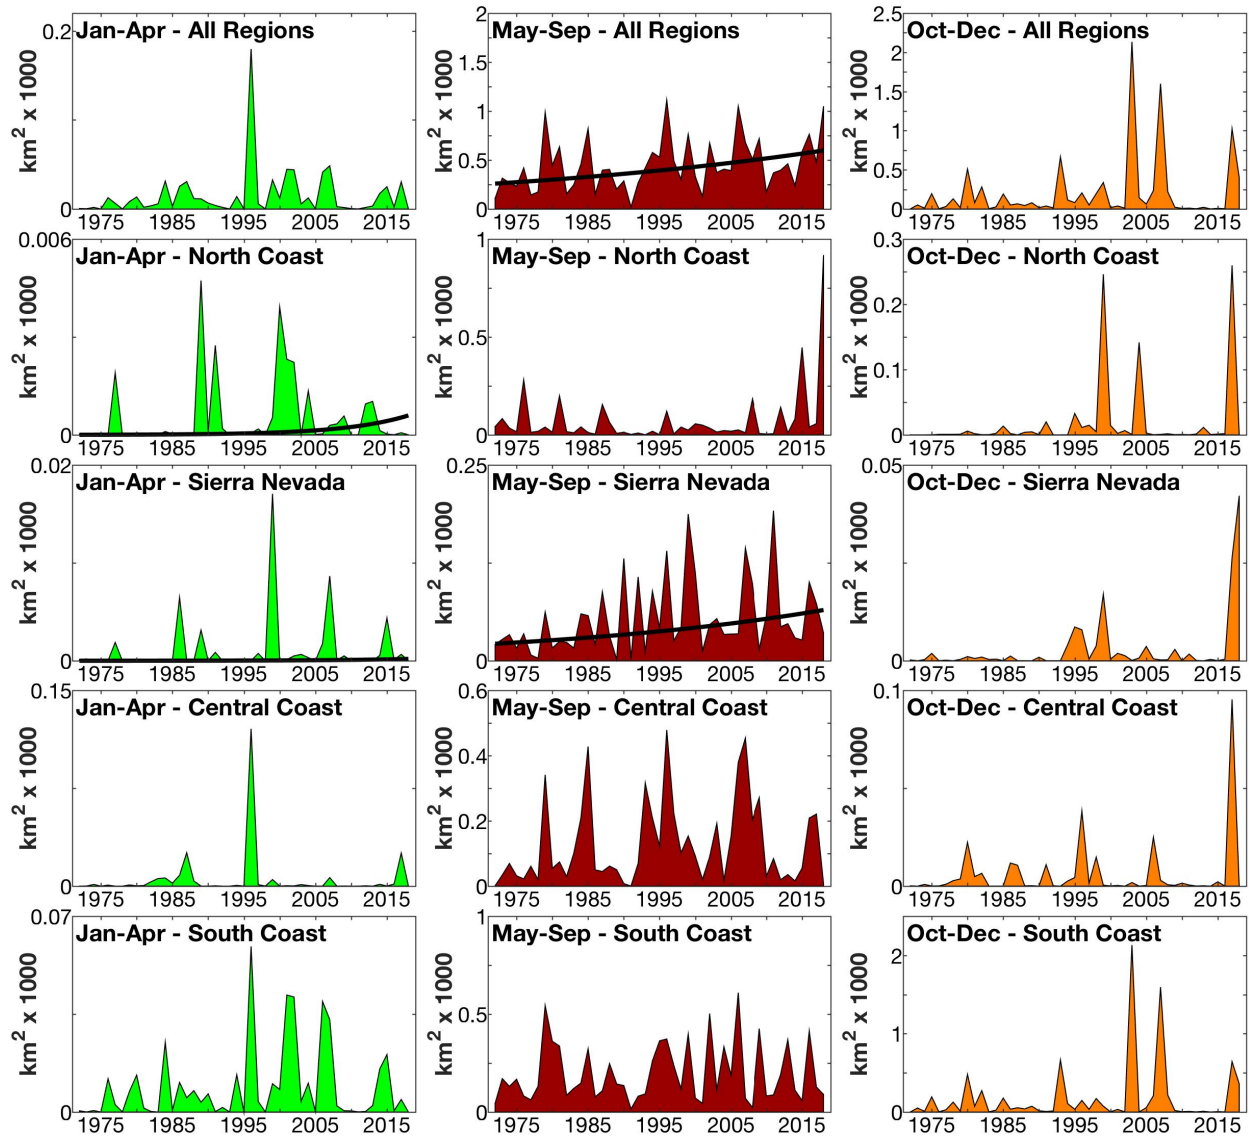 Jan-Apr - All Regions
km² x 1000
0.2
0
1975 1985 1995 2005 2015
May-Sep - All Regions
km² x 1000
2
1.5
1
0.5
0
1975 1985 1995 2005 2015
Oct-Dec - All Regions
km² x 1000
2.5
2
1.5
1
0.5
0
1975 1985 1995 2005 2015
Jan-Apr - North Coast
km² x 1000
0.006
0
1975 1985 1995 2005 2015
May-Sep - North Coast
km² x 1000
1
0.5
0
1975 1985 1995 2005 2015
Oct-Dec - North Coast
km² x 1000
0.3
0.2
0.1
0
1975 1985 1995 2005 2015
Jan-Apr - Sierra Nevada
km² x 1000
0.02
0
1975 1985 1995 2005 2015
May-Sep - Sierra Nevada
km² x 1000
0.25
0
1975 1985 1995 2005 2015
Oct-Dec - Sierra Nevada
km² x 1000
0.05
0
1975 1985 1995 2005 2015
Jan-Apr - Central Coast
km² x 1000
0.15
0
1975 1985 1995 2005 2015
May-Sep - Central Coast
km² x 1000
0.6
0.4
0.2
0
1975 1985 1995 2005 2015
Oct-Dec - Central Coast
km² x 1000
0.1
0
1975 1985 1995 2005 2015
Jan-Apr - South Coast
km² x 1000
0.07
0
1975 1985 1995 2005 2015
May-Sep - South Coast
km² x 1000
1
0.5
0
1975 1985 1995 2005 2015
Oct-Dec - South Coast
km² x 1000
2
1
0
1975 1985 1995 2005 2015